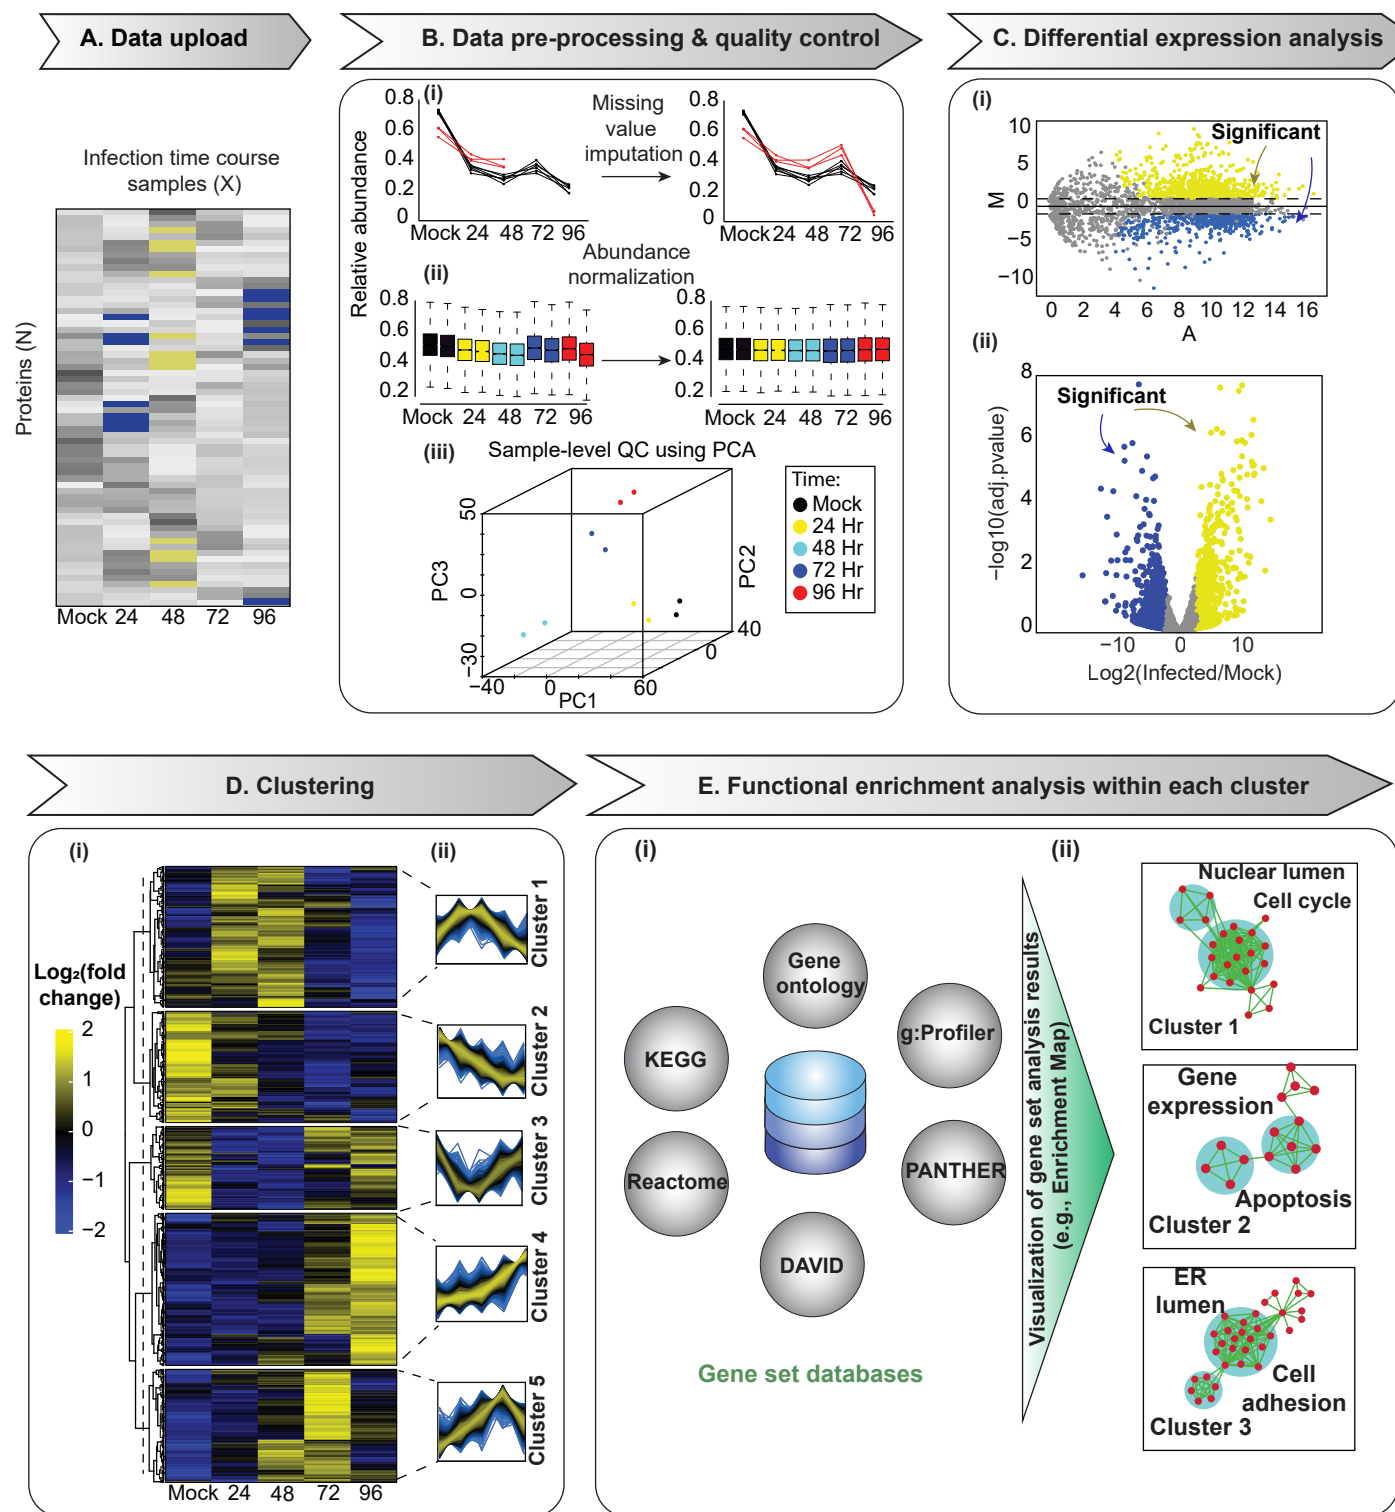 A. Data upload
Infection time course
samples (X)
Proteins (N)
Mock 24 48 72 96
B. Data pre-processing & quality control
Relative abundance
(i)
0.8
0.6
0.4
0.2
0
Mock 24 48 72 96
Missing
value
imputation
0.8
0.6
0.4
0.2
0
Mock 24 48 72 96
(ii)
Abundance
normalization
0.8
0.6
0.4
0.2
Mock 24 48 72 96
0.8
0.6
0.4
0.2
Mock 24 48 72 96
(iii)
Sample-level QC using PCA
PC3
50
0
−30
−40 0 60
PC1
PC2
40
0
Time:
Mock
24 Hr
48 Hr
72 Hr
96 Hr
C. Differential expression analysis
(i)
M
10
5
0
−5
−10
Significant
0 2 4 6 8 10 12 14 16
A
(ii)
−log10(adj.pvalue)
8
6
4
2
0
Significant
−10 0 10
Log2(Infected/Mock)
D. Clustering
(i)
Log2(fold
change)
2
1
0
−1
−2
Mock 24 48 72 96
(ii)
Cluster 1
Cluster 2
Cluster 3
Cluster 4
Cluster 5
E. Functional enrichment analysis within each cluster
(i)
Gene
ontology
g:Profiler
KEGG
Reactome
PANTHER
DAVID
Gene set databases
Visualization of gene set analysis results
(e.g., Enrichment Map)
(ii)
Nuclear lumen
Cell cycle
Cluster 1
Gene
expression
Apoptosis
Cluster 2
ER
lumen
Cell
adhesion
Cluster 3